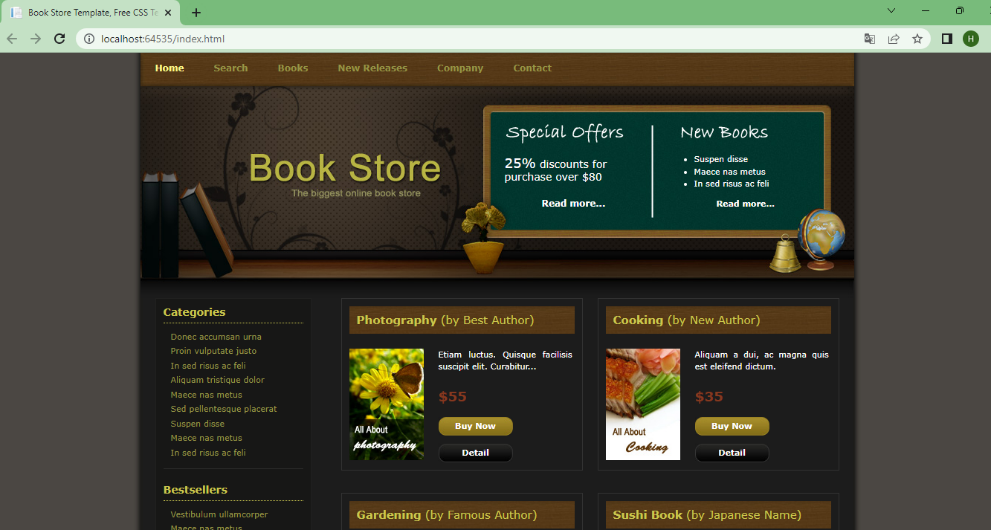 Book Store Template, Free CSS Te
localhost:64535/index.html
H
Home Search Books New Releases Company Contact
Book Store
The biggest online book store
Special Offers
25% discounts for
purchase over $80
Read more...
New Books
Suspen disse
Maece nas metus
In sed risus ac feli
Read more...
Categories
Donec accumsan urna
Proin vulputate justo
In sed risus ac feli
Aliquam tristique dolor
Maece nas metus
Sed pellentesque placerat
Suspen disse
Maece nas metus
In sed risus ac feli
Bestsellers
Vestibulum ullamcorper
Maece nas metus
Photography (by Best Author)
All About
photography
Etiam luctus. Quisque facilisis
suscipit elit. Curabitur...
$55
Buy Now
Detail
Cooking (by New Author)
All About
Cooking
Aliquam a dui, ac magna quis
est eleifend dictum.
$35
Buy Now
Detail
Gardening (by Famous Author)
Sushi Book (by Japanese Name)